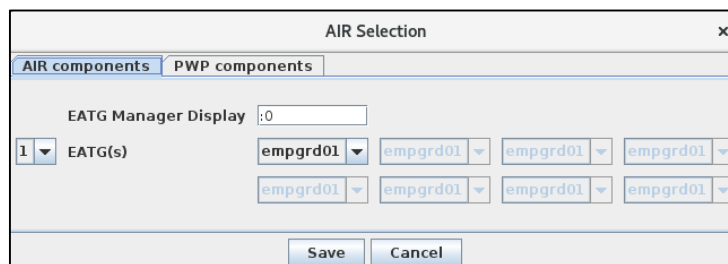 AIR Selection ×
AIR components PWP components
EATG Manager Display :0
1 EATG(s) empgrd01 empgrd01 empgrd01 empgrd01
empgrd01 empgrd01 empgrd01 empgrd01
Save Cancel